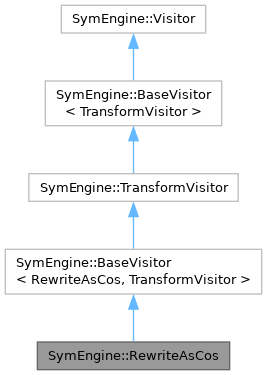 SymEngine::Visitor
SymEngine::BaseVisitor
< TransformVisitor >
SymEngine::TransformVisitor
SymEngine::BaseVisitor
< RewriteAsCos, TransformVisitor >
SymEngine::RewriteAsCos